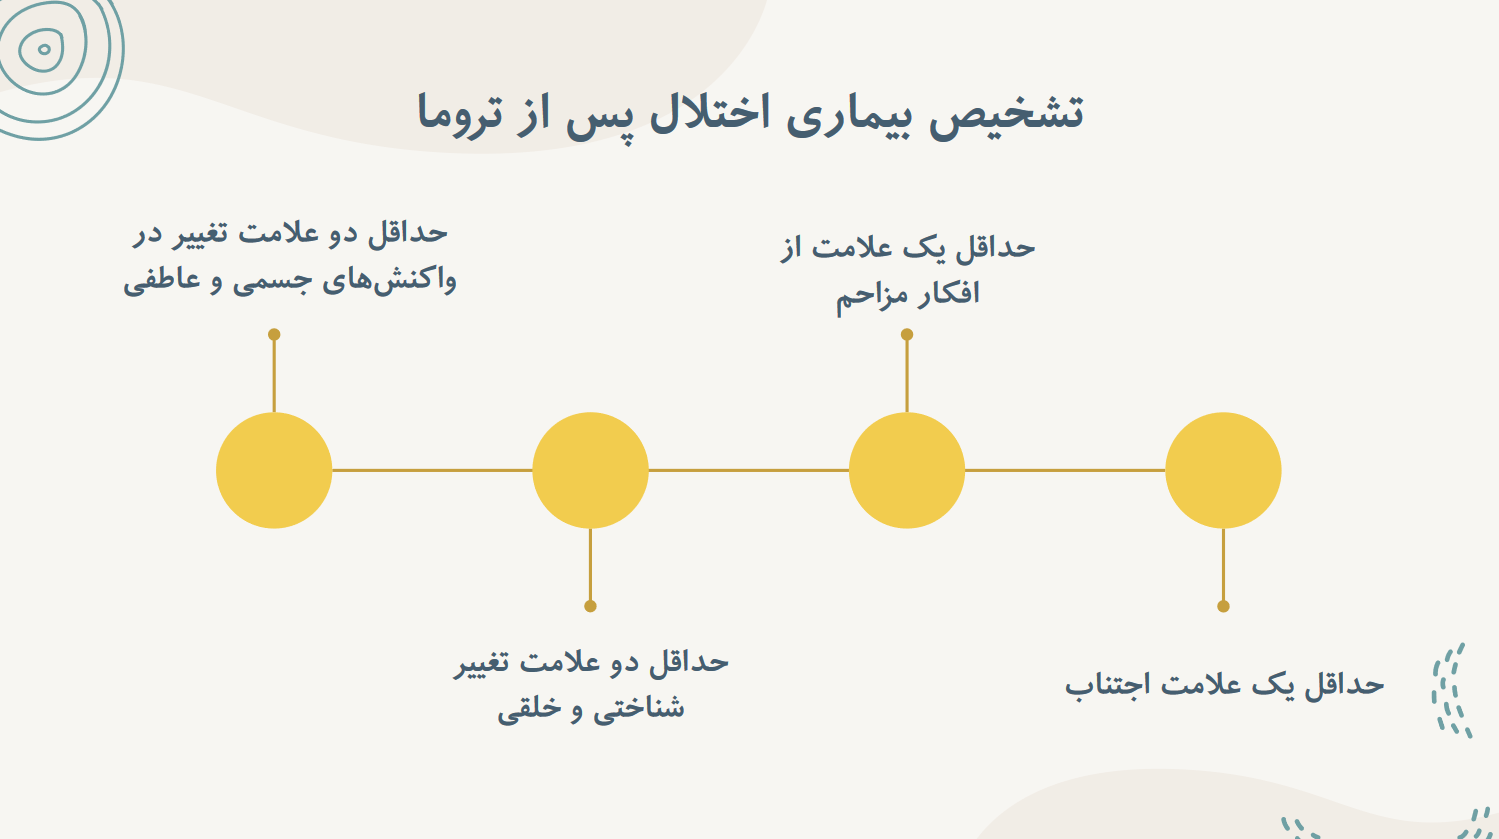 تشخیص بیماری اختلال پس از تروما
حداقل یک علامت اجتناب
حداقل یک علامت از
افکار مزاحم
حداقل دو علامت تغییر
شناختی و خلقی
حداقل دو علامت تغییر در
واکنش‌های جسمی و عاطفی